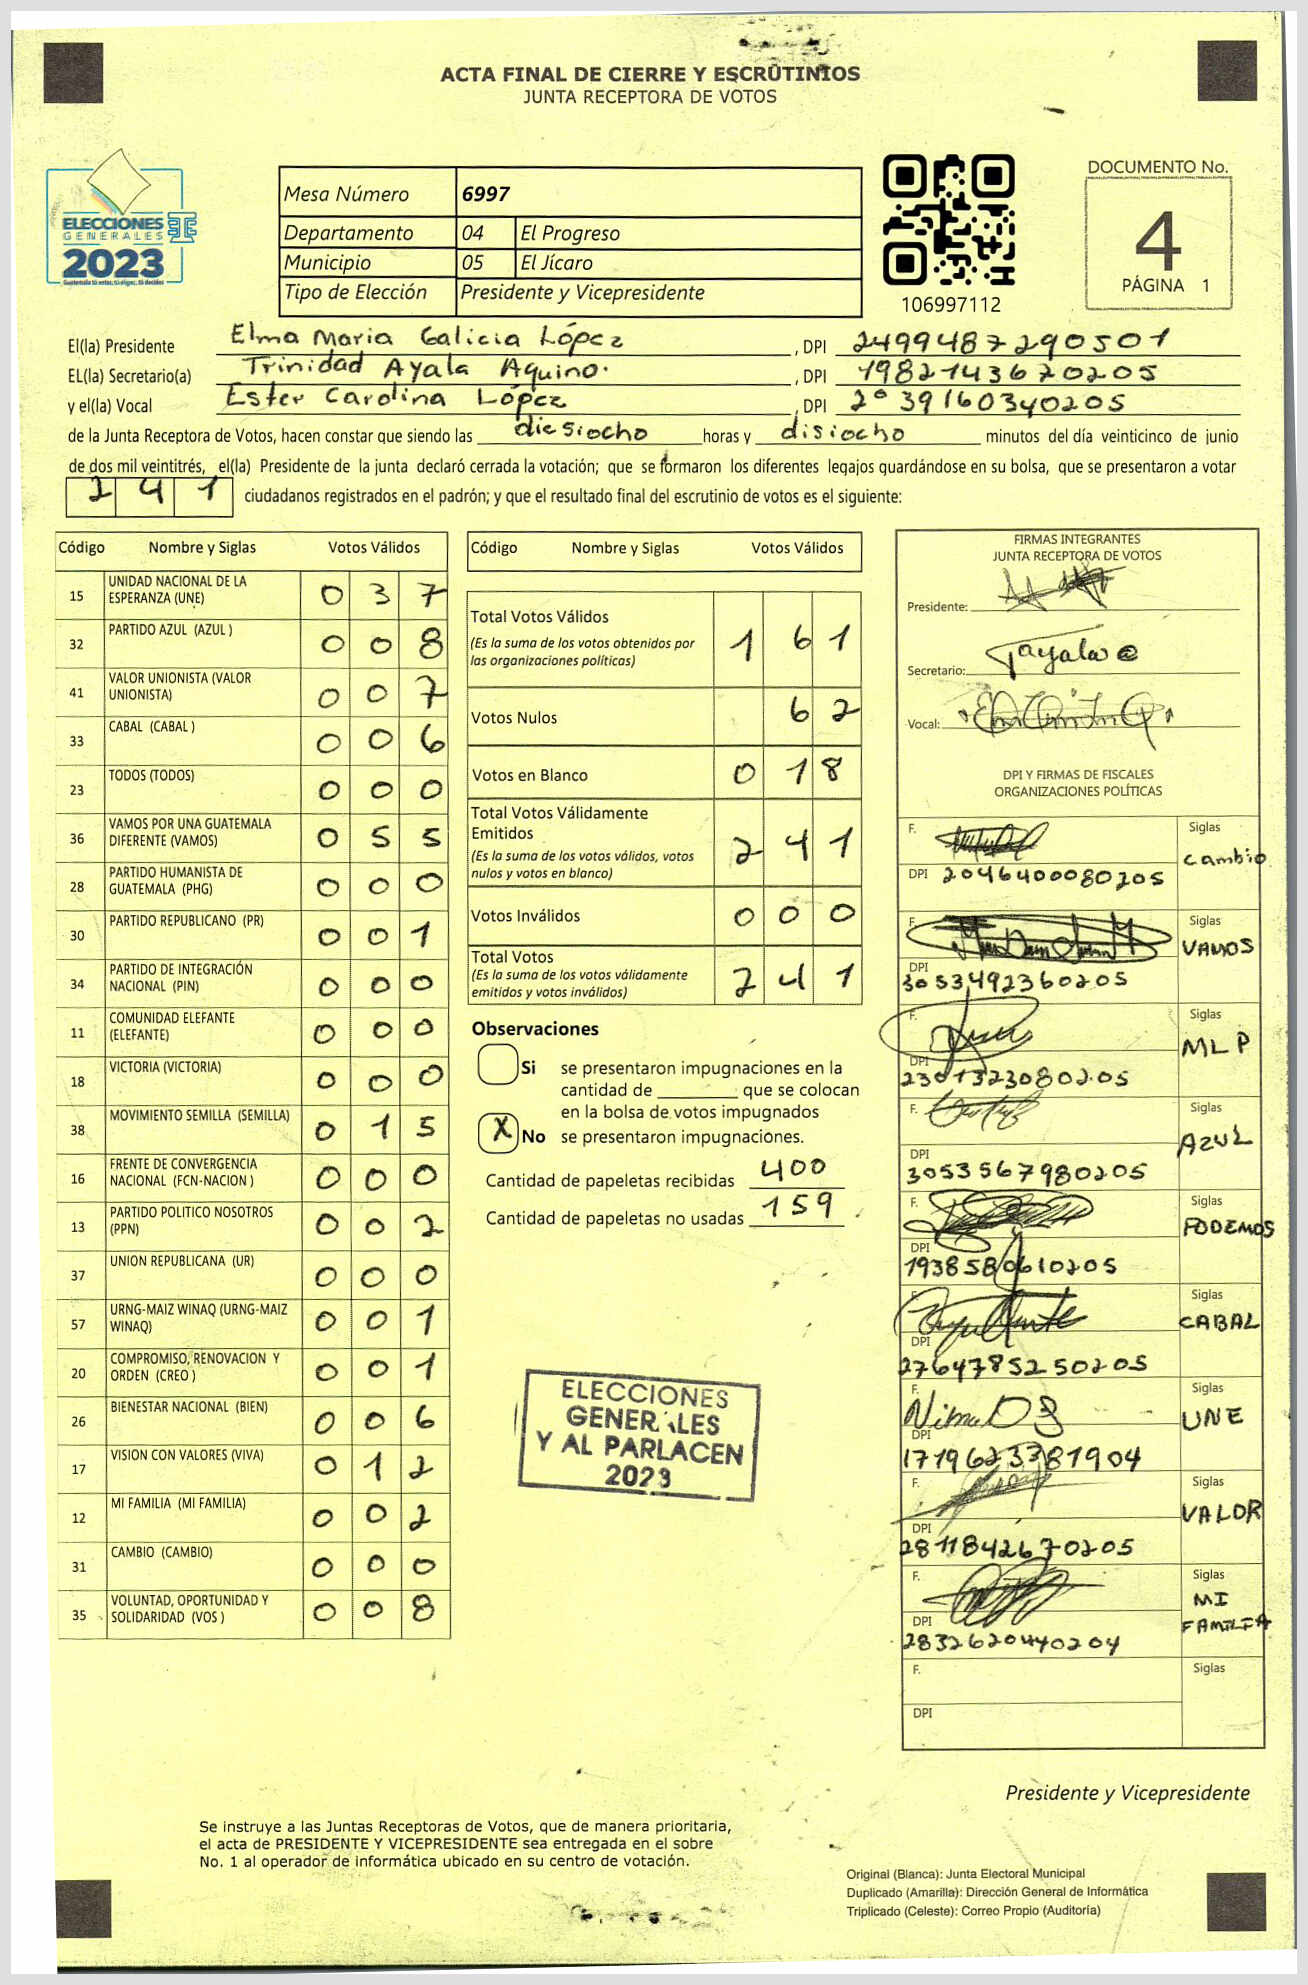 ACTA FINAL DE CIERRE Y ESCRUTINIOS
JUNTA RECEPTORA DE VOTOS
ELECCIONES
GENERALES
2023
Mesa Número 6997
Departamento 04 El Progreso
Municipio 05 El Jícaro
Tipo de Elección Presidente y Vicepresidente
106997112
DOCUMENTO No.
4
PÁGINA 1
El(la) Presidente Elma Maria Galicia López , DPI 2499487290501
EL(la) Secretario(a) Trinidad Ayala Aquino. , DPI 1982143670205
y el(la) Vocal Ester Carolina López , DPI 2039160340205
de la Junta Receptora de Votos, hacen constar que siendo las diesiocho horas y disiocho minutos del día veinticinco de junio
de dos mil veintitrés, el(la) Presidente de la junta declaró cerrada la votación; que se formaron los diferentes legajos guardándose en su bolsa, que se presentaron a votar
241 ciudadanos registrados en el padrón; y que el resultado final del escrutinio de votos es el siguiente:
Código Nombre y Siglas Votos Válidos
15 UNIDAD NACIONAL DE LA ESPERANZA (UNE) 0 3 7
32 PARTIDO AZUL (AZUL ) 0 0 8
41 VALOR UNIONISTA (VALOR UNIONISTA) 0 0 7
33 CABAL (CABAL ) 0 0 6
23 TODOS (TODOS) 0 0 0
36 VAMOS POR UNA GUATEMALA DIFERENTE (VAMOS) 0 5 5
28 PARTIDO HUMANISTA DE GUATEMALA (PHG) 0 0 0
30 PARTIDO REPUBLICANO (PR) 0 0 1
34 PARTIDO DE INTEGRACIÓN NACIONAL (PIN) 0 0 0
11 COMUNIDAD ELEFANTE (ELEFANTE) 0 0 0
18 VICTORIA (VICTORIA) 0 0 0
38 MOVIMIENTO SEMILLA (SEMILLA) 0 1 5
16 FRENTE DE CONVERGENCIA NACIONAL (FCN-NACION ) 0 0 0
13 PARTIDO POLITICO NOSOTROS (PPN) 0 0 2
37 UNION REPUBLICANA (UR) 0 0 0
57 URNG-MAIZ WINAQ (URNG-MAIZ WINAQ) 0 0 1
20 COMPROMISO, RENOVACION Y ORDEN (CREO ) 0 0 1
26 BIENESTAR NACIONAL (BIEN) 0 0 6
17 VISION CON VALORES (VIVA) 0 1 2
12 MI FAMILIA (MI FAMILIA) 0 0 2
31 CAMBIO (CAMBIO) 0 0 0
35 VOLUNTAD, OPORTUNIDAD Y SOLIDARIDAD (VOS ) 0 0 8
Código Nombre y Siglas Votos Válidos
Total Votos Válidos 1 6 1
(Es la suma de los votos obtenidos por
las organizaciones políticas)
Votos Nulos 6 2
Votos en Blanco 0 1 8
Total Votos Válidamente
Emitidos 2 4 1
(Es la suma de los votos válidos, votos
nulos y votos en blanco)
Votos Inválidos 0 0 0
Total Votos 2 4 1
(Es la suma de los votos válidamente
emitidos y votos inválidos)
Observaciones
Si se presentaron impugnaciones en la
cantidad de ________ que se colocan
en la bolsa de votos impugnados
X No se presentaron impugnaciones.
Cantidad de papeletas recibidas 400
Cantidad de papeletas no usadas 159
ELECCIONES
GENERALES
Y AL PARLACEN
2023
FIRMAS INTEGRANTES
JUNTA RECEPTORA DE VOTOS
Presidente:
Secretario: Tayala
Vocal:
DPI Y FIRMAS DE FISCALES
ORGANIZACIONES POLÍTICAS
F. Siglas cambio
DPI 2046400080205
F. Siglas VAMOS
DPI 3053492360205
F. Siglas MLP
DPI 2301323080205
F. Siglas AZUL
DPI 3053567980205
F. Siglas PODEMOS
DPI 1938580610205
F. Siglas CABAL
DPI 2764785250205
F. Siglas UNE
DPI 1719623381904
F. Siglas VALOR
DPI 2811842670205
F. Siglas MI FAMILIA
DPI 2832620440204
F. Siglas
DPI
Presidente y Vicepresidente
Se instruye a las Juntas Receptoras de Votos, que de manera prioritaria,
el acta de PRESIDENTE Y VICEPRESIDENTE sea entregada en el sobre
No. 1 al operador de informática ubicado en su centro de votación.
Original (Blanca): Junta Electoral Municipal
Duplicado (Amarilla): Dirección General de Informática
Triplicado (Celeste): Correo Propio (Auditoría)